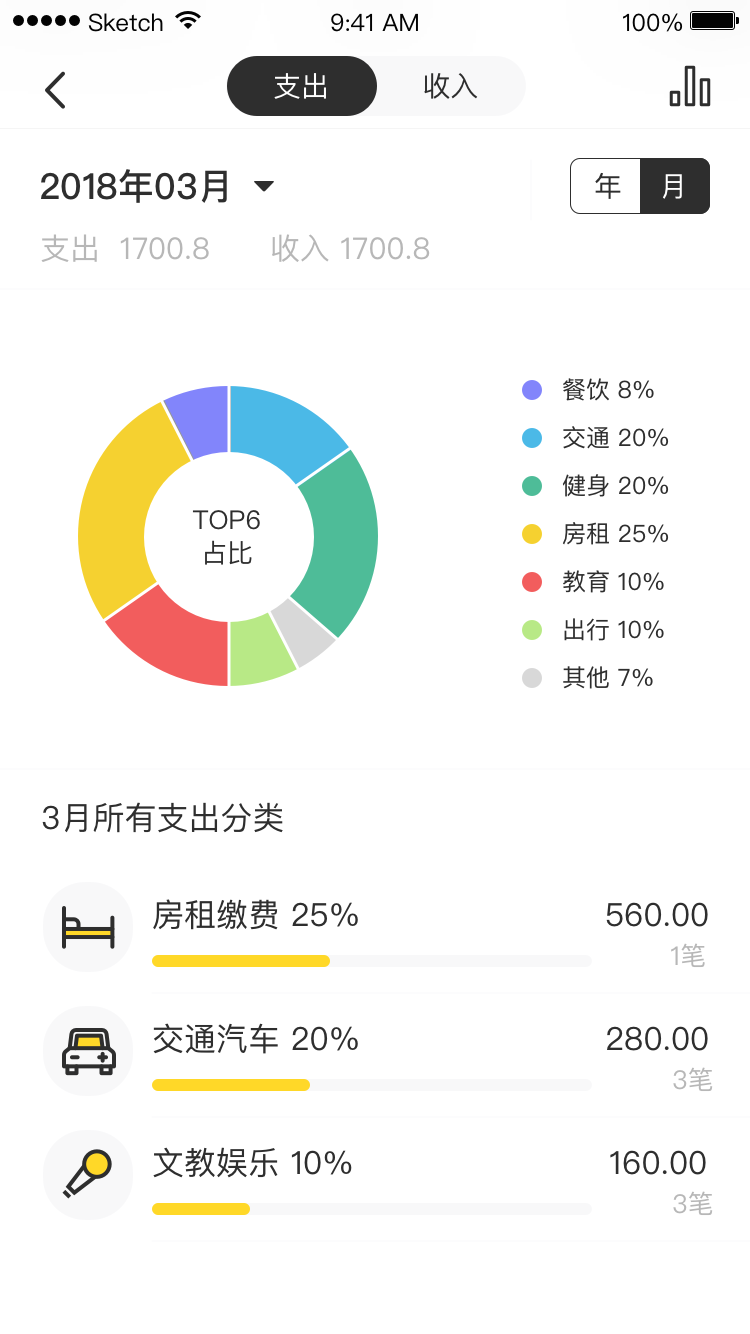 Sketch 9:41 AM 100%
支出 收入
2018年03月 年 月
支出 1700.8 收入 1700.8
餐饮 8%
交通 20%
健身 20%
房租 25%
教育 10%
出行 10%
其他 7%
TOP6
占比
3月所有支出分类
房租缴费 25% 560.00
1笔
交通汽车 20% 280.00
3笔
文教娱乐 10% 160.00
3笔